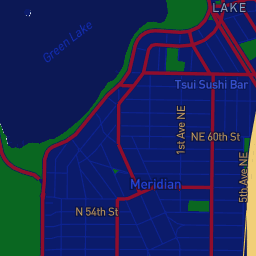 LAKE
Green Lake
Tsui Sushi Bar
1st Ave NE
NE 60th St
5th Ave NE
Meridian
N 54th St